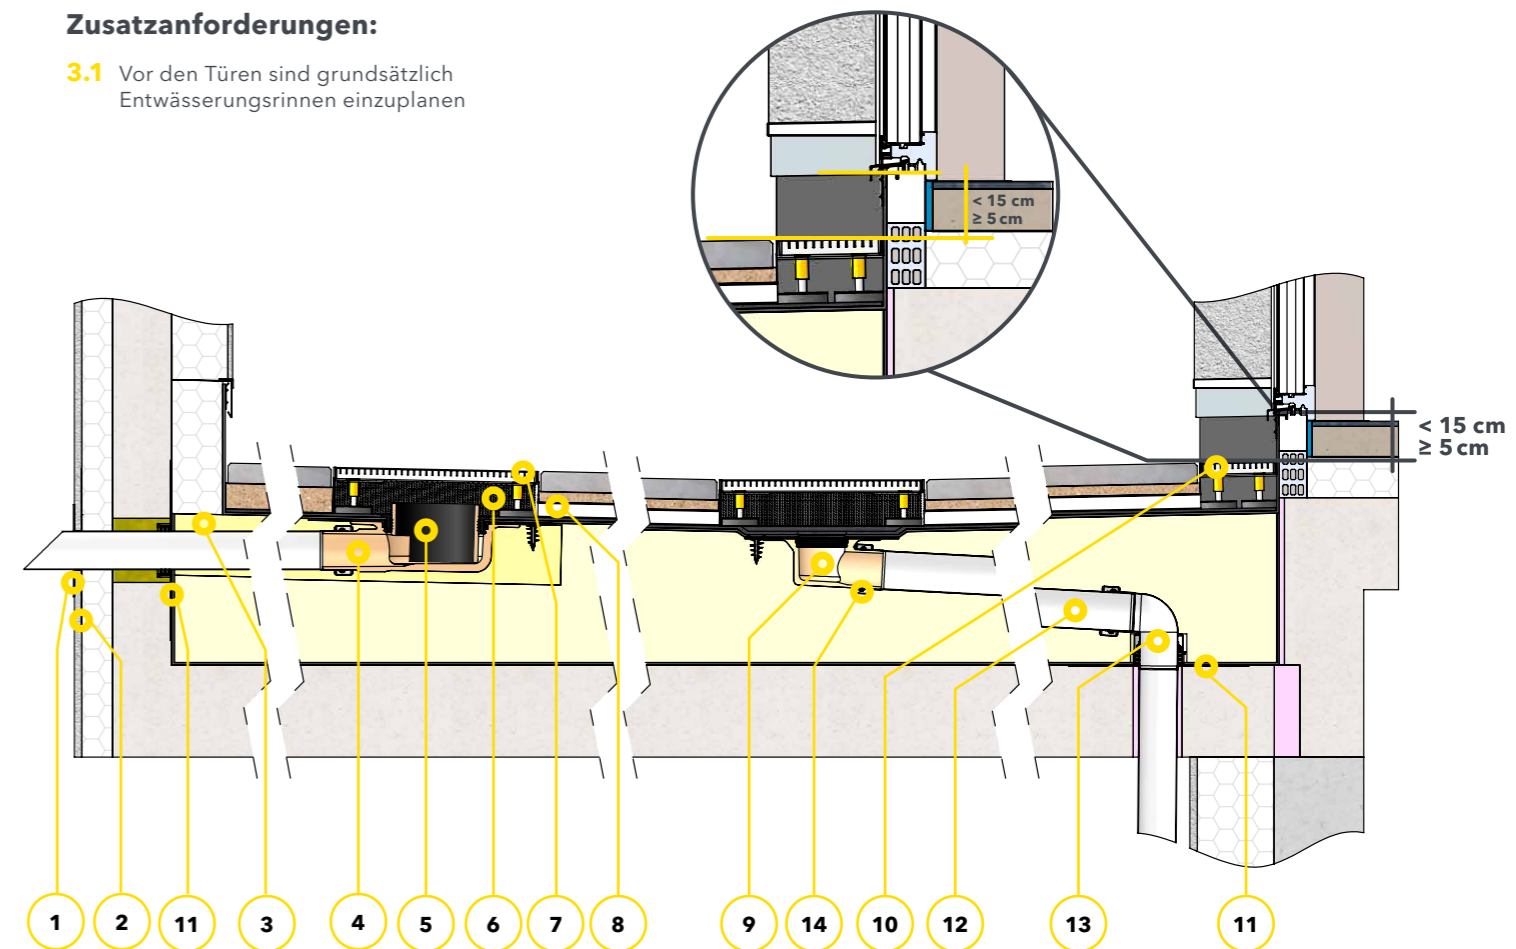 Zusatzanforderungen:
3.1 Vor den Türen sind grundsätzlich
Entwässerungsrinnen einzuplanen
< 15 cm
≥ 5 cm
< 15 cm
≥ 5 cm
1 2 11 3 4 5 6 7 8 9 14 10 12 13 11